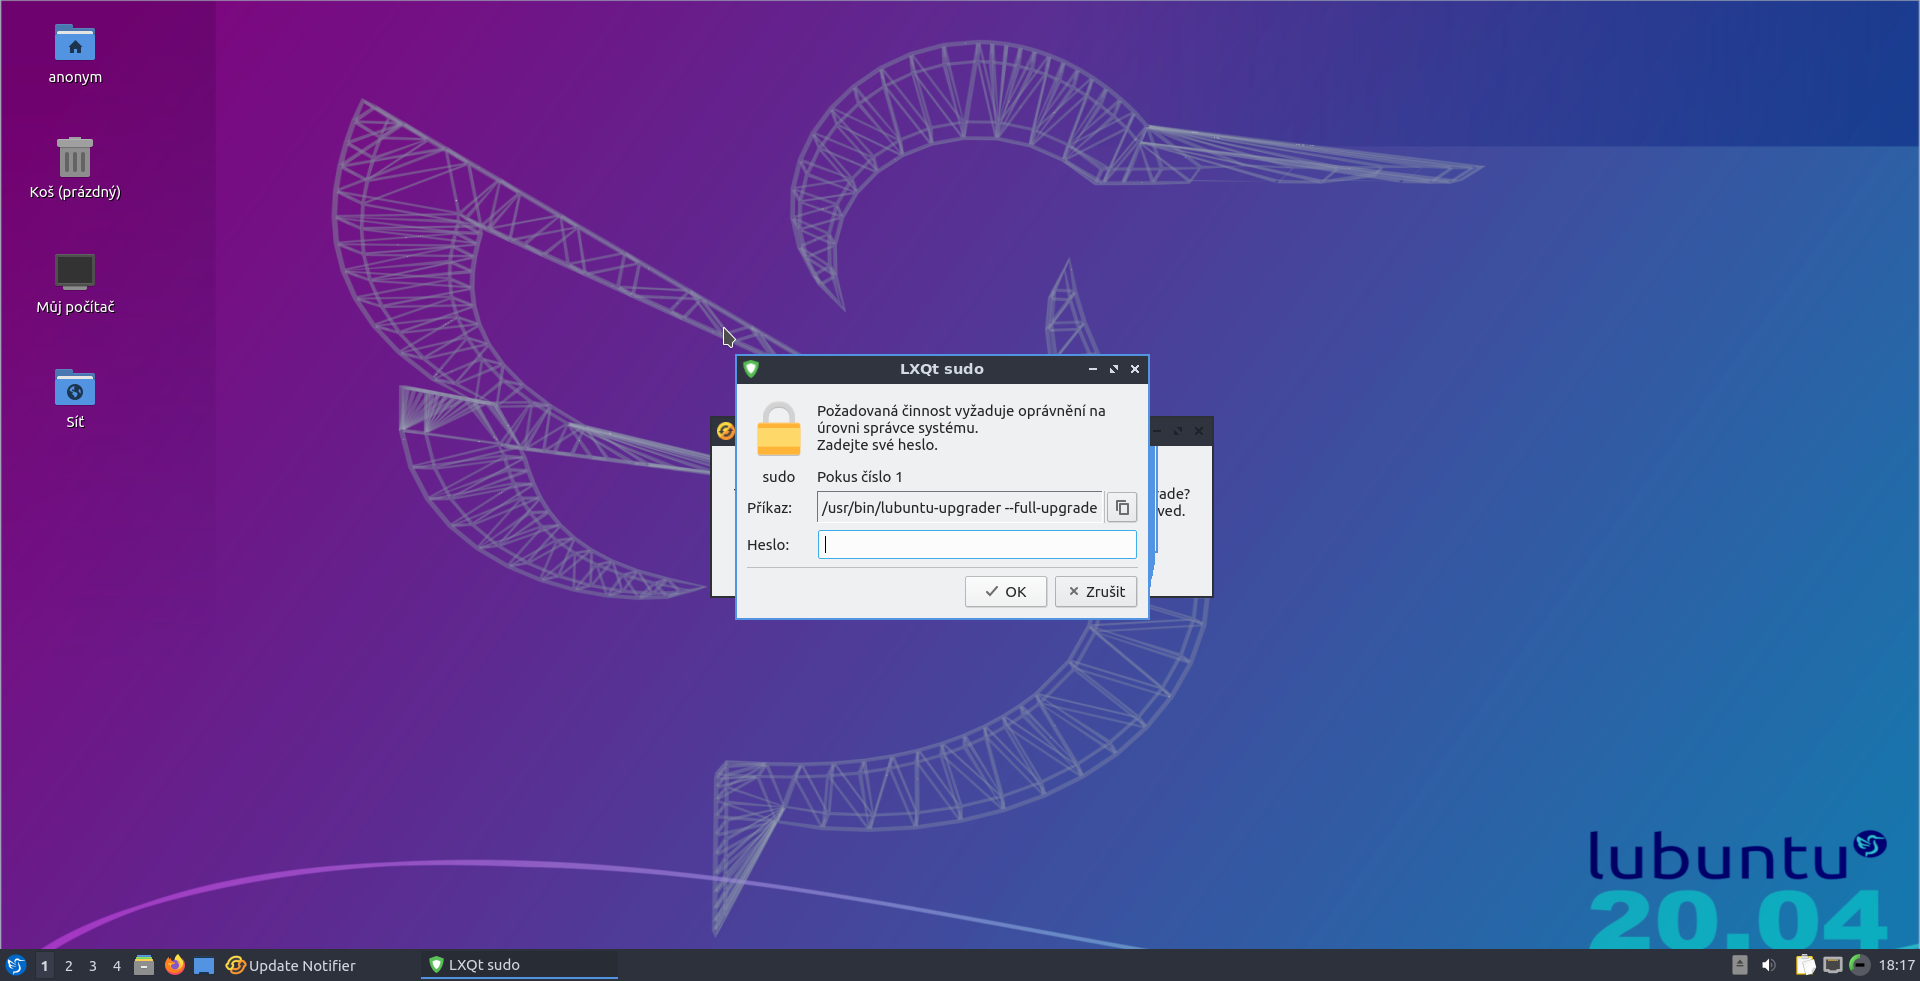 anonym
Koš (prázdný)
Můj počítač
Síť
LXQt sudo
Požadovaná činnost vyžaduje oprávnění na
úrovni správce systému.
Zadejte své heslo.
sudo
Pokus číslo 1
Příkaz:
/usr/bin/lubuntu-upgrader --full-upgrade
Heslo:
OK
Zrušit
rade?
ved.
lubuntu
20.04
1
2
3
4
Update Notifier
LXQt sudo
18:17